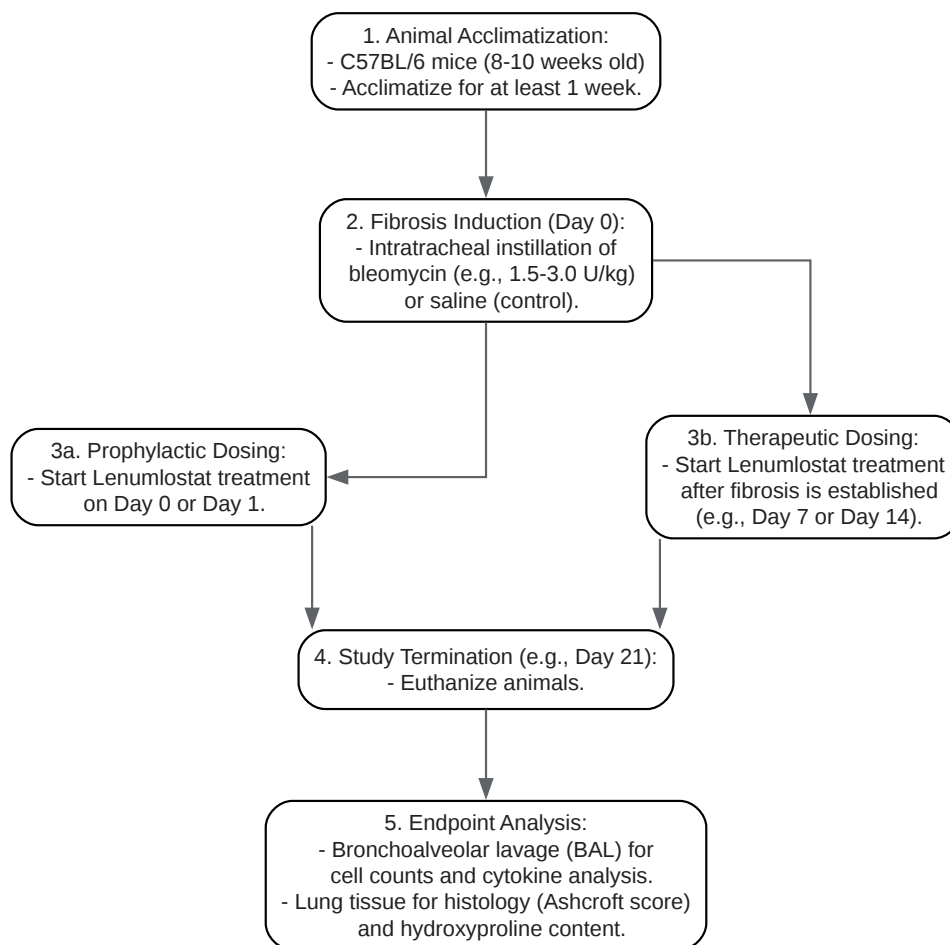 1. Animal Acclimatization:
- C57BL/6 mice (8-10 weeks old)
- Acclimatize for at least 1 week.
2. Fibrosis Induction (Day 0):
- Intratracheal instillation of
bleomycin (e.g., 1.5-3.0 U/kg)
or saline (control).
3a. Prophylactic Dosing:
- Start Lenumlostat treatment
on Day 0 or Day 1.
3b. Therapeutic Dosing:
- Start Lenumlostat treatment
after fibrosis is established
(e.g., Day 7 or Day 14).
4. Study Termination (e.g., Day 21):
- Euthanize animals.
5. Endpoint Analysis:
- Bronchoalveolar lavage (BAL) for
cell counts and cytokine analysis.
- Lung tissue for histology (Ashcroft score)
and hydroxyproline content.